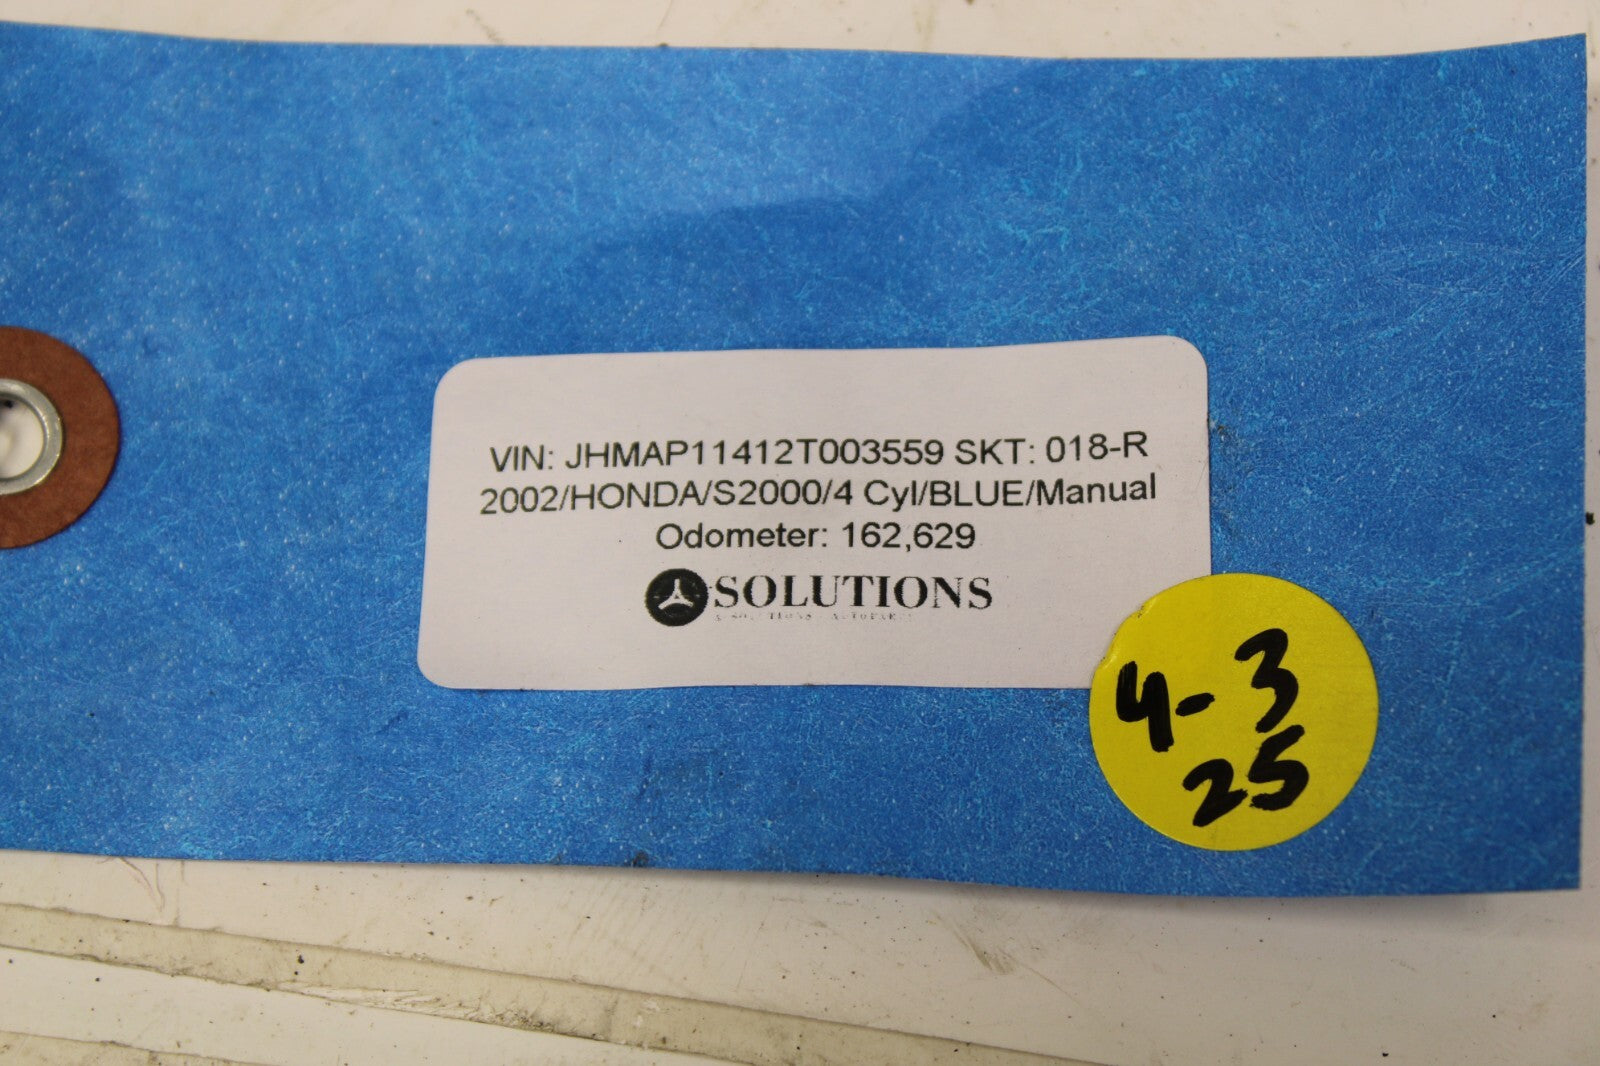 VIN: JHMAP11412T003559 SKT: 018-R
2002/HONDA/S2000/4 Cyl/BLUE/Manual
Odometer: 162,629
SOLUTIONS
4-3
25